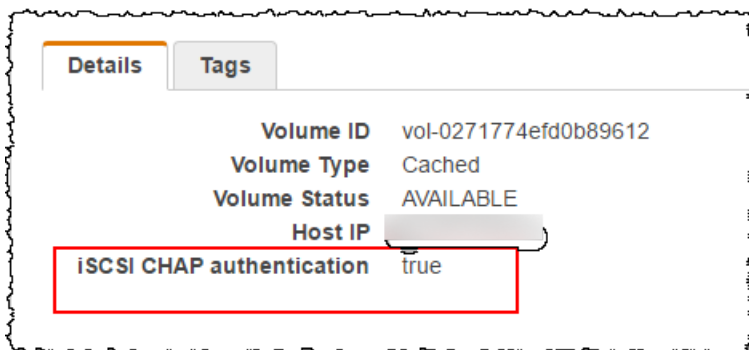 Details Tags
Volume ID vol-0271774efd0b89612
Volume Type Cached
Volume Status AVAILABLE
Host IP
iSCSI CHAP authentication true